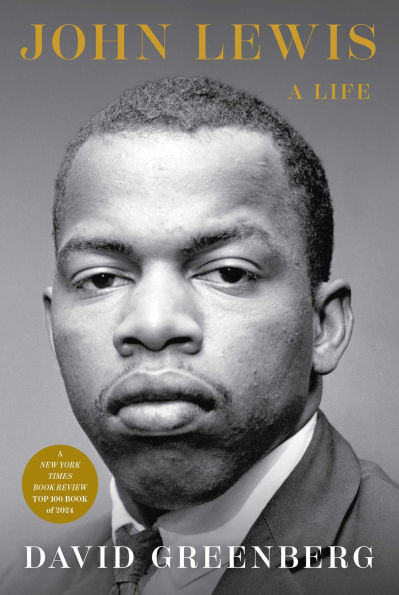 JOHN LEWIS
A LIFE
A
NEW YORK
TIMES
BOOK REVIEW
TOP 100 BOOK
of 2024
DAVID GREENBERG